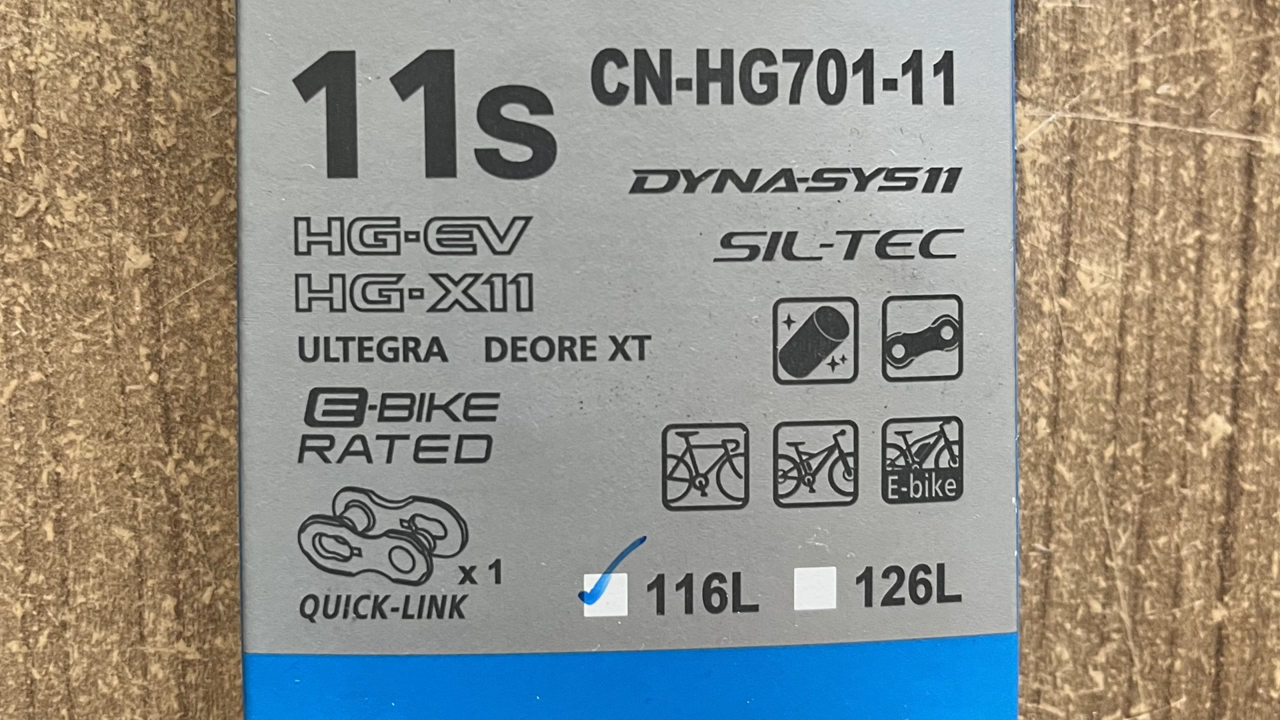 11s
CN-HG701-11
DYNA-SYS11
HG-EV
SIL-TEC
HG-X11
ULTEGRA DEORE XT
E-BIKE
RATED
E-bike
x 1
QUICK-LINK
116L 126L